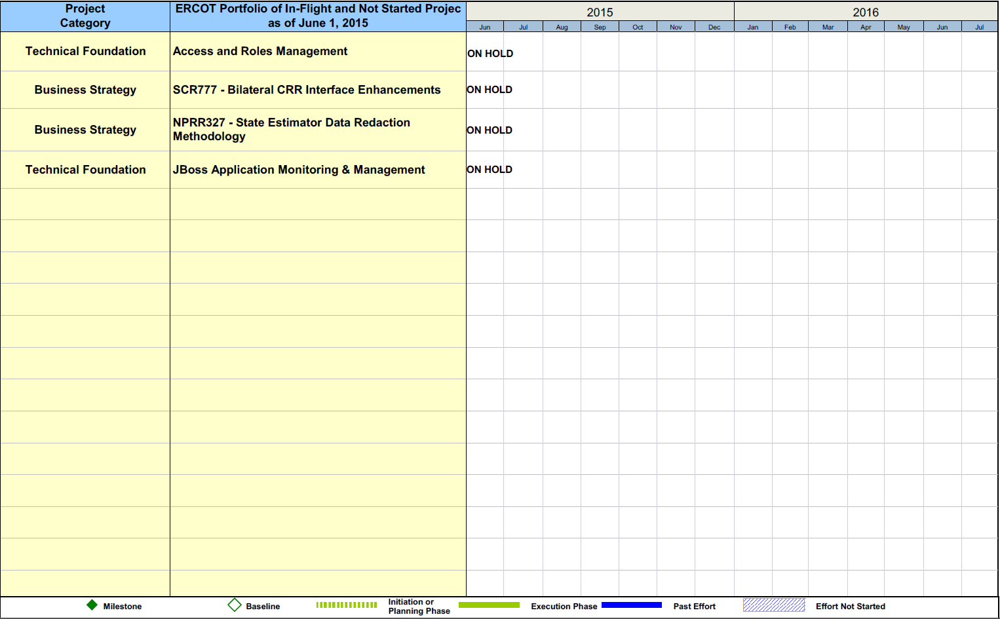 Project
Category
ERCOT Portfolio of In-Flight and Not Started Projec
as of June 1, 2015
2015
2016
Jun Jul Aug Sep Oct Nov Dec Jan Feb Mar Apr May Jun Jul
Technical Foundation
Access and Roles Management
ON HOLD
Business Strategy
SCR777 - Bilateral CRR Interface Enhancements
ON HOLD
Business Strategy
NPRR327 - State Estimator Data Redaction
Methodology
ON HOLD
Technical Foundation
JBoss Application Monitoring & Management
ON HOLD
Milestone
Baseline
Initiation or
Planning Phase
Execution Phase
Past Effort
Effort Not Started